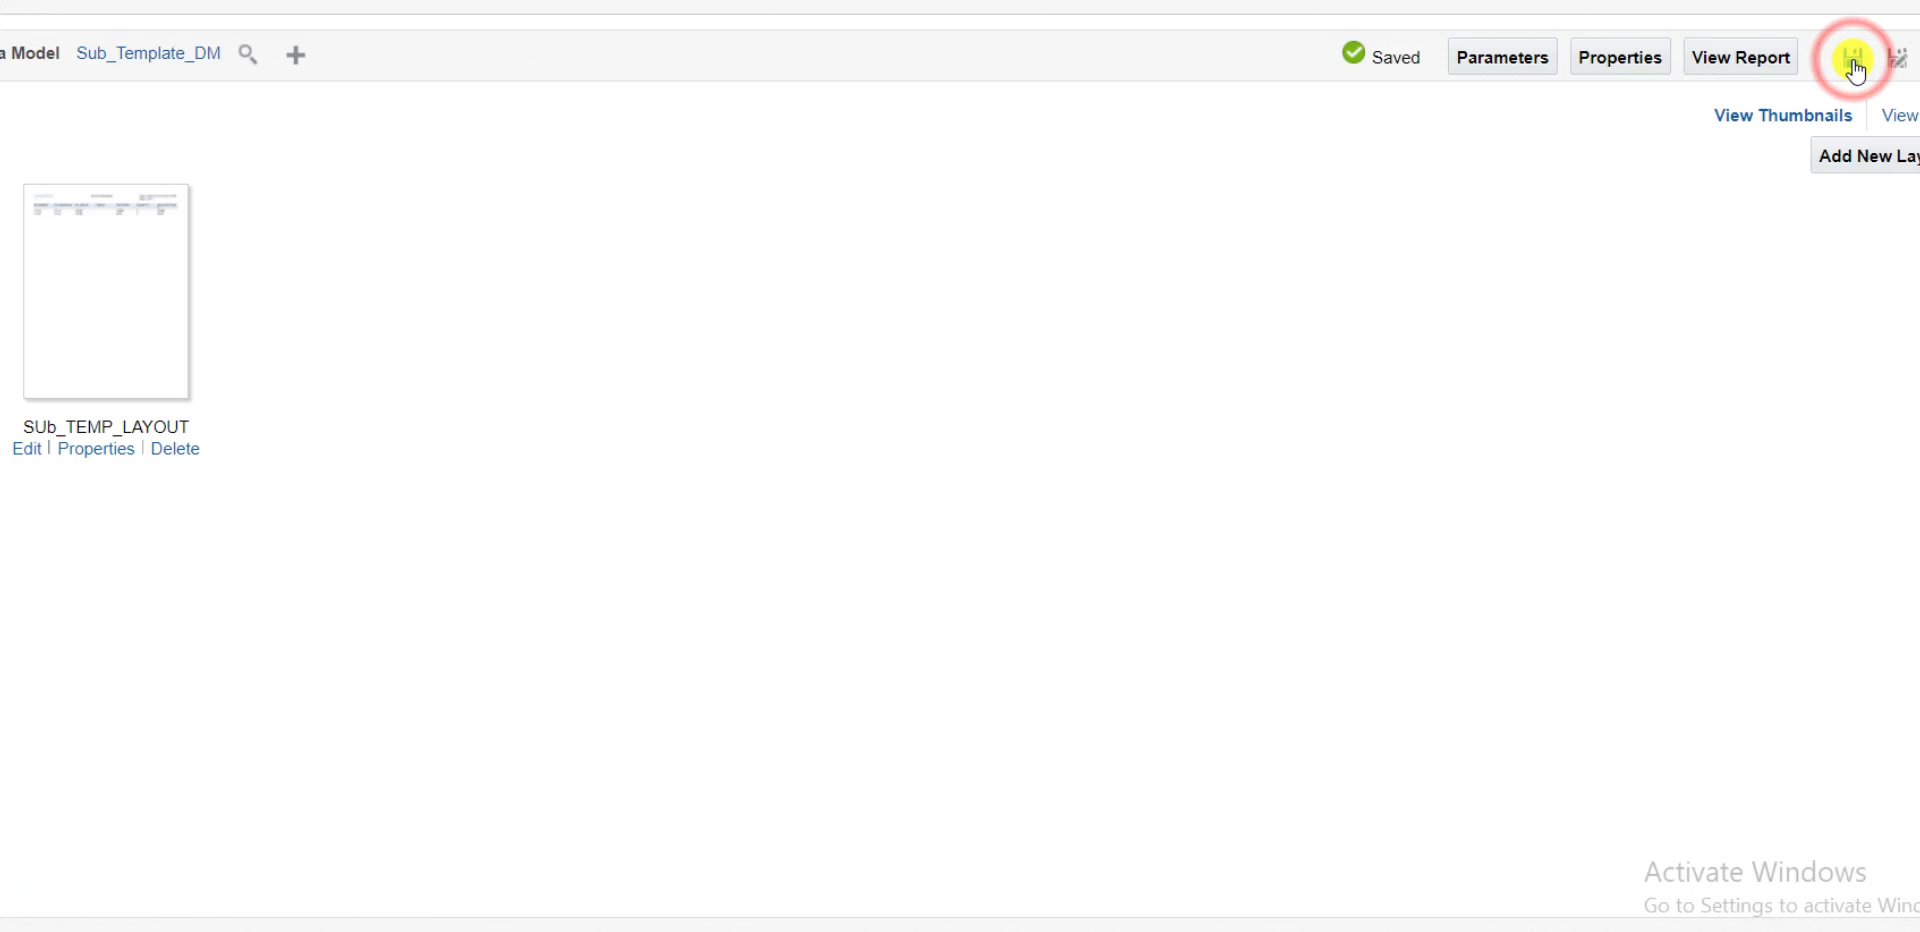 a Model Sub_Template_DM
Saved Parameters Properties View Report
View Thumbnails View
Add New Lay
SUb_TEMP_LAYOUT
Edit Properties Delete
Activate Windows
Go to Settings to activate Winc